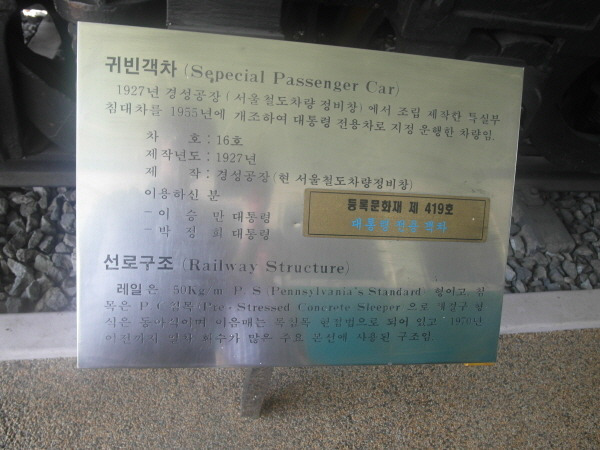 귀빈객차 (Sepecial Passenger Car)
1927년 경성공장 (서울철도차량 정비창) 에서 조립 제작한 특실부
침대차를 1955년에 개조하여 대통령 전용차로 지정 운행한 차량임.
차 호 : 16호
제작년도 : 1927년
제 작 : 경성공장(현 서울철도차량정비창)
이용하신 분
- 이 승 만 대통령
- 박 정 희 대통령
등록문화재 제 419호
대통령 전용 객차
선로구조 (Railway Structure)
레일은 50Kg/m P. S (Pennsylvania's Standard) 형이고 침
목은 P. C 침목(Pre - Stressed Concrete Sleeper 으로 체결구 형
식은 이며 이음매는 으로 되어 있고 1970년
이전까지 열차 회수가 많은 주요 본선에 사용된 구조임.